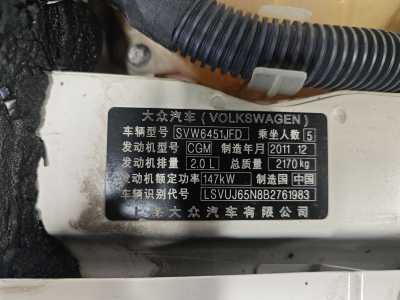 大众汽车(VOLKSWAGEN)
车辆型号 SVW6451JFD 乘坐人数 5
发动机型号 CGM 制造年月 2011.12
发动机排量 2.0L 总质量 2170kg
发动机额定功率 147kW 制造国 中国
车辆识别代号 LSVUJ65N8B2761983
上海大众汽车有限公司